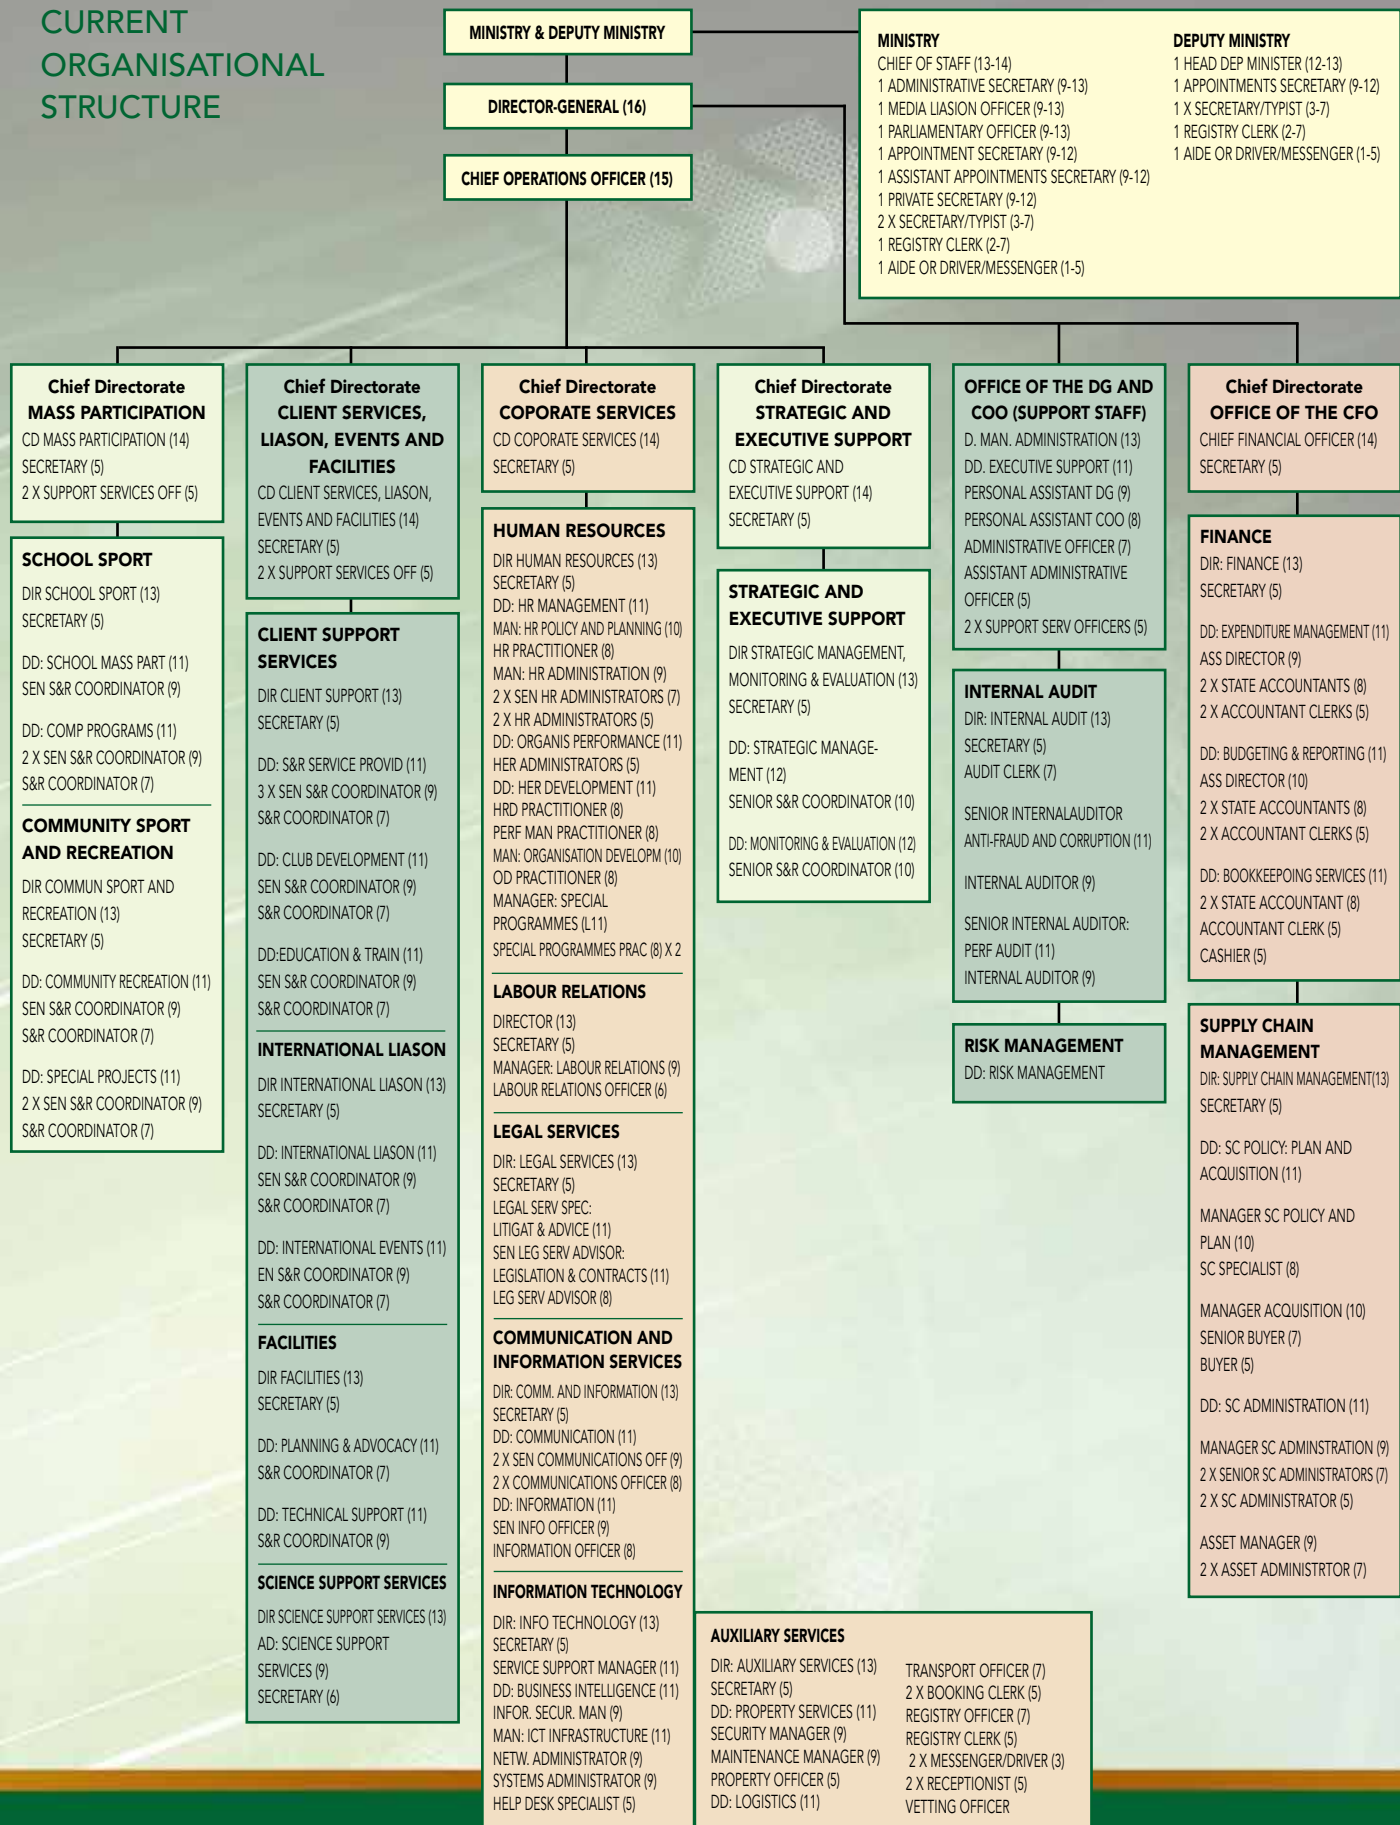 CURRENT
ORGANISATIONAL
STRUCTURE
MINISTRY & DEPUTY MINISTRY
DIRECTOR-GENERAL (16)
CHIEF OPERATIONS OFFICER (15)
MINISTRY
CHIEF OF STAFF (13-14)
1 ADMINISTRATIVE SECRETARY (9-13)
1 MEDIA LIASION OFFICER (9-13)
1 PARLIAMENTARY OFFICER (9-13)
1 APPOINTMENT SECRETARY (9-12)
1 ASSISTANT APPOINTMENTS SECRETARY (9-12)
1 PRIVATE SECRETARY (9-12)
2 X SECRETARY/TYPIST (3-7)
1 REGISTRY CLERK (2-7)
1 AIDE OR DRIVER/MESSENGER (1-5)
DEPUTY MINISTRY
1 HEAD DEP MINISTER (12-13)
1 APPOINTMENTS SECRETARY (9-12)
1 X SECRETARY/TYPIST (3-7)
1 REGISTRY CLERK (2-7)
1 AIDE OR DRIVER/MESSENGER (1-5)
Chief Directorate
MASS PARTICIPATION
CD MASS PARTICIPATION (14)
SECRETARY (5)
2 X SUPPORT SERVICES OFF (5)
SCHOOL SPORT
DIR SCHOOL SPORT (13)
SECRETARY (5)
DD: SCHOOL MASS PART (11)
SEN S&R COORDINATOR (9)
DD: COMP PROGRAMS (11)
2 X SEN S&R COORDINATOR (9)
S&R COORDINATOR (7)
COMMUNITY SPORT
AND RECREATION
DIR COMMUN SPORT AND
RECREATION (13)
SECRETARY (5)
DD: COMMUNITY RECREATION (11)
SEN S&R COORDINATOR (9)
S&R COORDINATOR (7)
DD: SPECIAL PROJECTS (11)
2 X SEN S&R COORDINATOR (9)
S&R COORDINATOR (7)
Chief Directorate
CLIENT SERVICES,
LIASON, EVENTS AND
FACILITIES
CD CLIENT SERVICES, LIASON,
EVENTS AND FACILITIES (14)
SECRETARY (5)
2 X SUPPORT SERVICES OFF (5)
CLIENT SUPPORT
SERVICES
DIR CLIENT SUPPORT (13)
SECRETARY (5)
DD: S&R SERVICE PROVID (11)
3 X SEN S&R COORDINATOR (9)
S&R COORDINATOR (7)
DD: CLUB DEVELOPMENT (11)
SEN S&R COORDINATOR (9)
S&R COORDINATOR (7)
DD:EDUCATION & TRAIN (11)
SEN S&R COORDINATOR (9)
S&R COORDINATOR (7)
INTERNATIONAL LIASON
DIR INTERNATIONAL LIASON (13)
SECRETARY (5)
DD: INTERNATIONAL LIASON (11)
SEN S&R COORDINATOR (9)
S&R COORDINATOR (7)
DD: INTERNATIONAL EVENTS (11)
EN S&R COORDINATOR (9)
S&R COORDINATOR (7)
FACILITIES
DIR FACILITIES (13)
SECRETARY (5)
DD: PLANNING & ADVOCACY (11)
S&R COORDINATOR (7)
DD: TECHNICAL SUPPORT (11)
S&R COORDINATOR (9)
SCIENCE SUPPORT SERVICES
DIR SCIENCE SUPPORT SERVICES (13)
AD: SCIENCE SUPPORT
SERVICES (9)
SECRETARY (6)
Chief Directorate
COPORATE SERVICES
CD COPORATE SERVICES (14)
SECRETARY (5)
HUMAN RESOURCES
DIR HUMAN RESOURCES (13)
SECRETARY (5)
DD: HR MANAGEMENT (11)
MAN: HR POLICY AND PLANNING (10)
HR PRACTITIONER (8)
MAN: HR ADMINISTRATION (9)
2 X SEN HR ADMINISTRATORS (7)
2 X HR ADMINISTRATORS (5)
DD: ORGANIS PERFORMANCE (11)
HER ADMINISTRATORS (5)
DD: HER DEVELOPMENT (11)
HRD PRACTITIONER (8)
PERF MAN PRACTITIONER (8)
MAN: ORGANISATION DEVELOPM (10)
OD PRACTITIONER (8)
MANAGER: SPECIAL
PROGRAMMES (L11)
SPECIAL PROGRAMMES PRAC (8) X 2
LABOUR RELATIONS
DIRECTOR (13)
SECRETARY (5)
MANAGER: LABOUR RELATIONS (9)
LABOUR RELATIONS OFFICER (6)
LEGAL SERVICES
DIR: LEGAL SERVICES (13)
SECRETARY (5)
LEGAL SERV SPEC:
LITIGAT & ADVICE (11)
SEN LEG SERV ADVISOR:
LEGISLATION & CONTRACTS (11)
LEG SERV ADVISOR (8)
COMMUNICATION AND
INFORMATION SERVICES
DIR: COMM. AND INFORMATION (13)
SECRETARY (5)
DD: COMMUNICATION (11)
2 X SEN COMMUNICATIONS OFF (9)
2 X COMMUNICATIONS OFFICER (8)
DD: INFORMATION (11)
SEN INFO OFFICER (9)
INFORMATION OFFICER (8)
INFORMATION TECHNOLOGY
DIR: INFO TECHNOLOGY (13)
SECRETARY (5)
SERVICE SUPPORT MANAGER (11)
DD: BUSINESS INTELLIGENCE (11)
INFOR. SECUR. MAN (9)
MAN: ICT INFRASTRUCTURE (11)
NETW. ADMINISTRATOR (9)
SYSTEMS ADMINISTRATOR (9)
HELP DESK SPECIALIST (5)
AUXILIARY SERVICES
DIR: AUXILIARY SERVICES (13)
SECRETARY (5)
DD: PROPERTY SERVICES (11)
SECURITY MANAGER (9)
MAINTENANCE MANAGER (9)
PROPERTY OFFICER (5)
DD: LOGISTICS (11)
TRANSPORT OFFICER (7)
2 X BOOKING CLERK (5)
REGISTRY OFFICER (7)
REGISTRY CLERK (5)
2 X MESSENGER/DRIVER (3)
2 X RECEPTIONIST (5)
VETTING OFFICER
Chief Directorate
STRATEGIC AND
EXECUTIVE SUPPORT
CD STRATEGIC AND
EXECUTIVE SUPPORT (14)
SECRETARY (5)
STRATEGIC AND
EXECUTIVE SUPPORT
DIR STRATEGIC MANAGEMENT,
MONITORING & EVALUATION (13)
SECRETARY (5)
DD: STRATEGIC MANAGE-
MENT (12)
SENIOR S&R COORDINATOR (10)
DD: MONITORING & EVALUATION (12)
SENIOR S&R COORDINATOR (10)
OFFICE OF THE DG AND
COO (SUPPORT STAFF)
D. MAN. ADMINISTRATION (13)
DD. EXECUTIVE SUPPORT (11)
PERSONAL ASSISTANT DG (9)
PERSONAL ASSISTANT COO (8)
ADMINISTRATIVE OFFICER (7)
ASSISTANT ADMINISTRATIVE
OFFICER (5)
2 X SUPPORT SERV OFFICERS (5)
INTERNAL AUDIT
DIR: INTERNAL AUDIT (13)
SECRETARY (5)
AUDIT CLERK (7)
SENIOR INTERNALAUDITOR
ANTI-FRAUD AND CORRUPTION (11)
INTERNAL AUDITOR (9)
SENIOR INTERNAL AUDITOR:
PERF AUDIT (11)
INTERNAL AUDITOR (9)
RISK MANAGEMENT
DD: RISK MANAGEMENT
Chief Directorate
OFFICE OF THE CFO
CHIEF FINANCIAL OFFICER (14)
SECRETARY (5)
FINANCE
DIR: FINANCE (13)
SECRETARY (5)
DD: EXPENDITURE MANAGEMENT (11)
ASS DIRECTOR (9)
2 X STATE ACCOUNTANTS (8)
2 X ACCOUNTANT CLERKS (5)
DD: BUDGETING & REPORTING (11)
ASS DIRECTOR (10)
2 X STATE ACCOUNTANTS (8)
2 X ACCOUNTANT CLERKS (5)
DD: BOOKKEEPOING SERVICES (11)
2 X STATE ACCOUNTANT (8)
ACCOUNTANT CLERK (5)
CASHIER (5)
SUPPLY CHAIN
MANAGEMENT
DIR: SUPPLY CHAIN MANAGEMENT(13)
SECRETARY (5)
DD: SC POLICY: PLAN AND
ACQUISITION (11)
MANAGER SC POLICY AND
PLAN (10)
SC SPECIALIST (8)
MANAGER ACQUISITION (10)
SENIOR BUYER (7)
BUYER (5)
DD: SC ADMINISTRATION (11)
MANAGER SC ADMINSTRATION (9)
2 X SENIOR SC ADMINISTRATORS (7)
2 X SC ADMINISTRATOR (5)
ASSET MANAGER (9)
2 X ASSET ADMINISTRTOR (7)